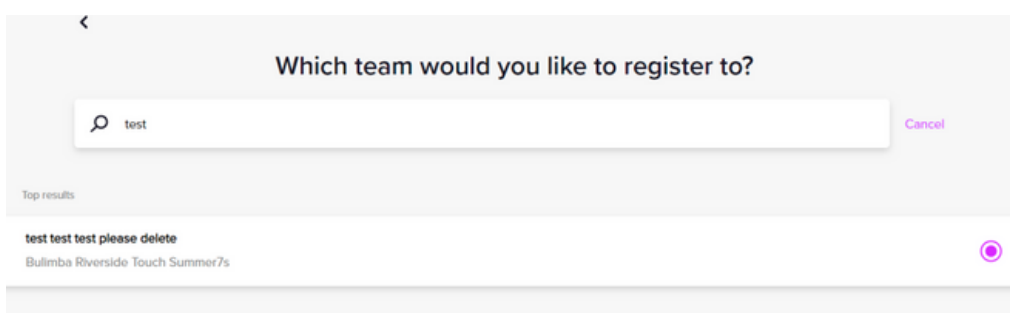 Which team would you like to register to?
test
Cancel
Top results
test test test please delete
Bulimba Riverside Touch Summer7s